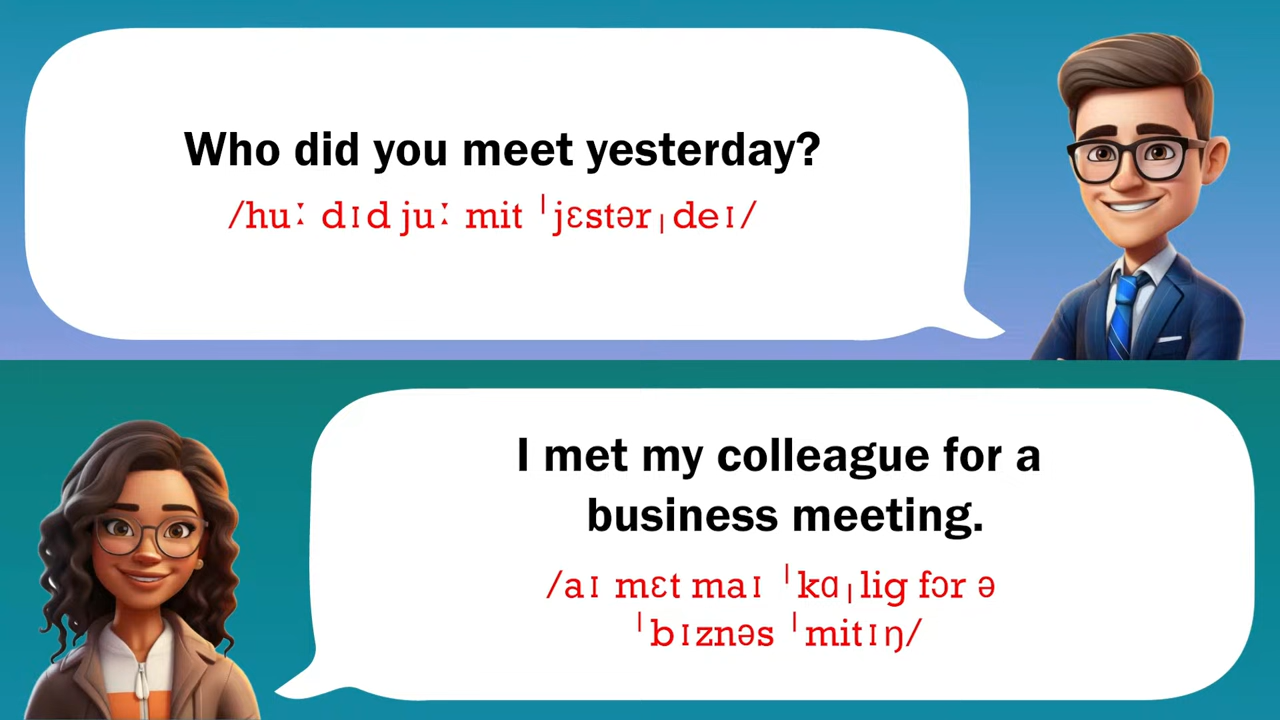 Who did you meet yesterday?
/huː dɪd juː mit ˈjɛstərˌdeɪ/
I met my colleague for a
business meeting.
/aɪ mɛt maɪ ˈkɑˌlig fɔr ə
ˈbɪznəs ˈmitɪŋ/